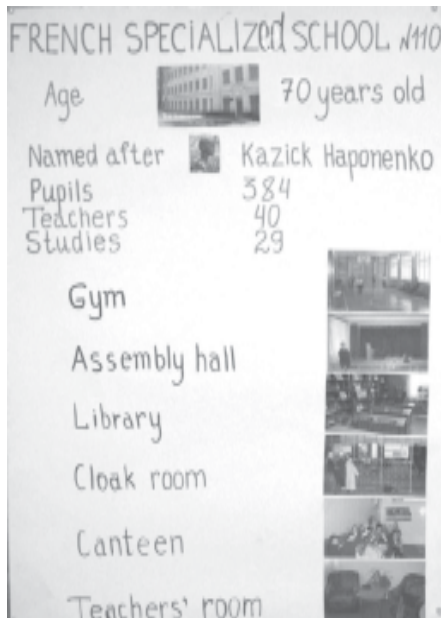 FRENCH SPECIALIZed SCHOOL №110
Age 70 years old
Named after Kazick Haponenko
Pupils 384
Teachers 40
Studies 29
Gym
Assembly hall
Library
Cloak room
Canteen
Teachers' room